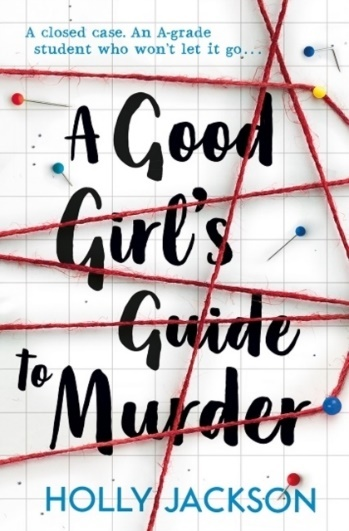 A closed case. An A-grade
student who won't let it go...
A Good
Girl's
Guide
to
Murder
HOLLY JACKSON